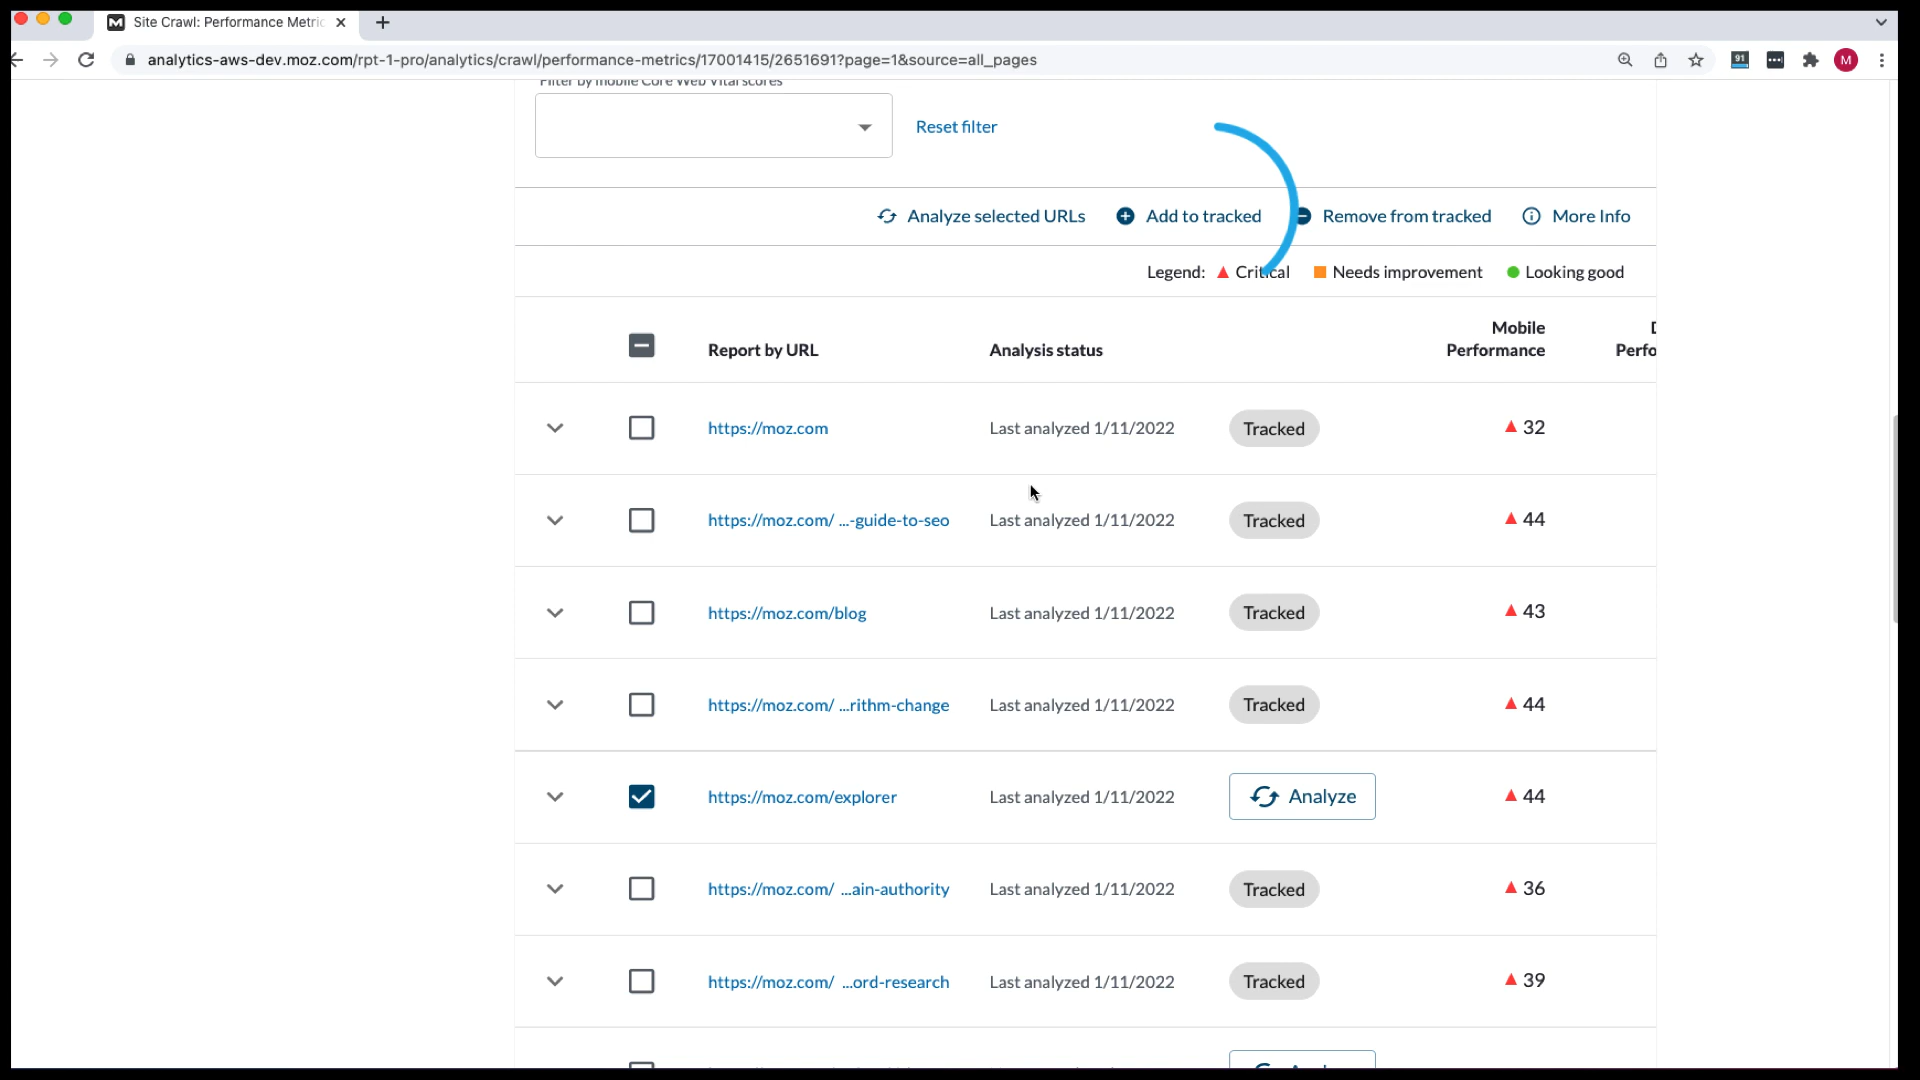 Site Crawl: Performance Metric
analytics-aws-dev.moz.com/rpt-1-pro/analytics/crawl/performance-metrics/17001415/2651691?page=1&source=all_pages
91
M
Filter by mobile Core Web Vital scores
Reset filter
Analyze selected URLs
Add to tracked
Remove from tracked
More Info
Legend: Critical Needs improvement Looking good
Report by URL
Analysis status
Mobile
Performance
D
Perfo
https://moz.com Last analyzed 1/11/2022 Tracked 32
https://moz.com/ ...-guide-to-seo Last analyzed 1/11/2022 Tracked 44
https://moz.com/blog Last analyzed 1/11/2022 Tracked 43
https://moz.com/ ...rithm-change Last analyzed 1/11/2022 Tracked 44
https://moz.com/explorer Last analyzed 1/11/2022 Analyze 44
https://moz.com/ ...ain-authority Last analyzed 1/11/2022 Tracked 36
https://moz.com/ ...ord-research Last analyzed 1/11/2022 Tracked 39